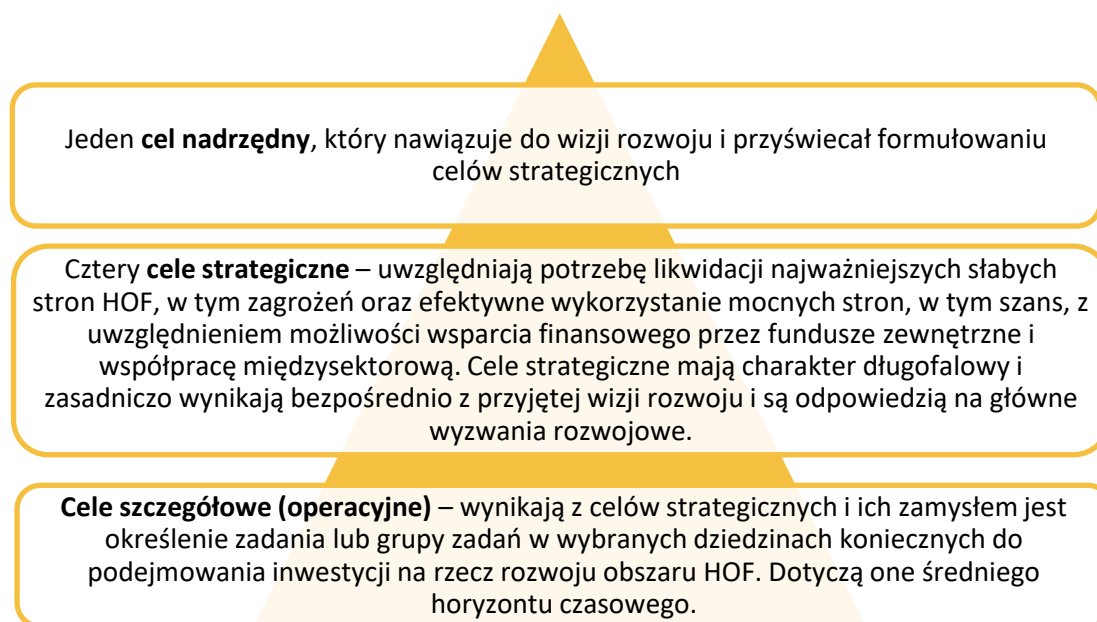 Jeden cel nadrzędny, który nawiązuje do wizji rozwoju i przyświecał formułowaniu
celów strategicznych
Cztery cele strategiczne – uwzględniają potrzebę likwidacji najważniejszych słabych
stron HOF, w tym zagrożeń oraz efektywne wykorzystanie mocnych stron, w tym szans, z
uwzględnieniem możliwości wsparcia finansowego przez fundusze zewnętrzne i
współpracę międzysektorową. Cele strategiczne mają charakter długofalowy i
zasadniczo wynikają bezpośrednio z przyjętej wizji rozwoju i są odpowiedzią na główne
wyzwania rozwojowe.
Cele szczegółowe (operacyjne) – wynikają z celów strategicznych i ich zamysłem jest
określenie zadania lub grupy zadań w wybranych dziedzinach koniecznych do
podejmowania inwestycji na rzecz rozwoju obszaru HOF. Dotyczą one średniego
horyzontu czasowego.